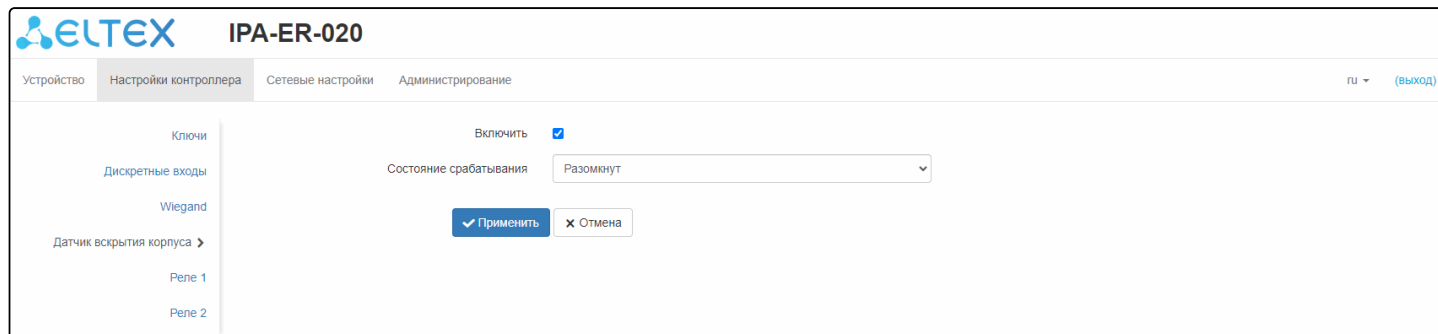 ELTEX IPA-ER-020
Устройство Настройки контроллера Сетевые настройки Администрирование ru (выход)
Ключи
Дискретные входы
Wiegand
Датчик вскрытия корпуса
Реле 1
Реле 2
Включить
Состояние срабатывания Разомкнут
Применить Отмена